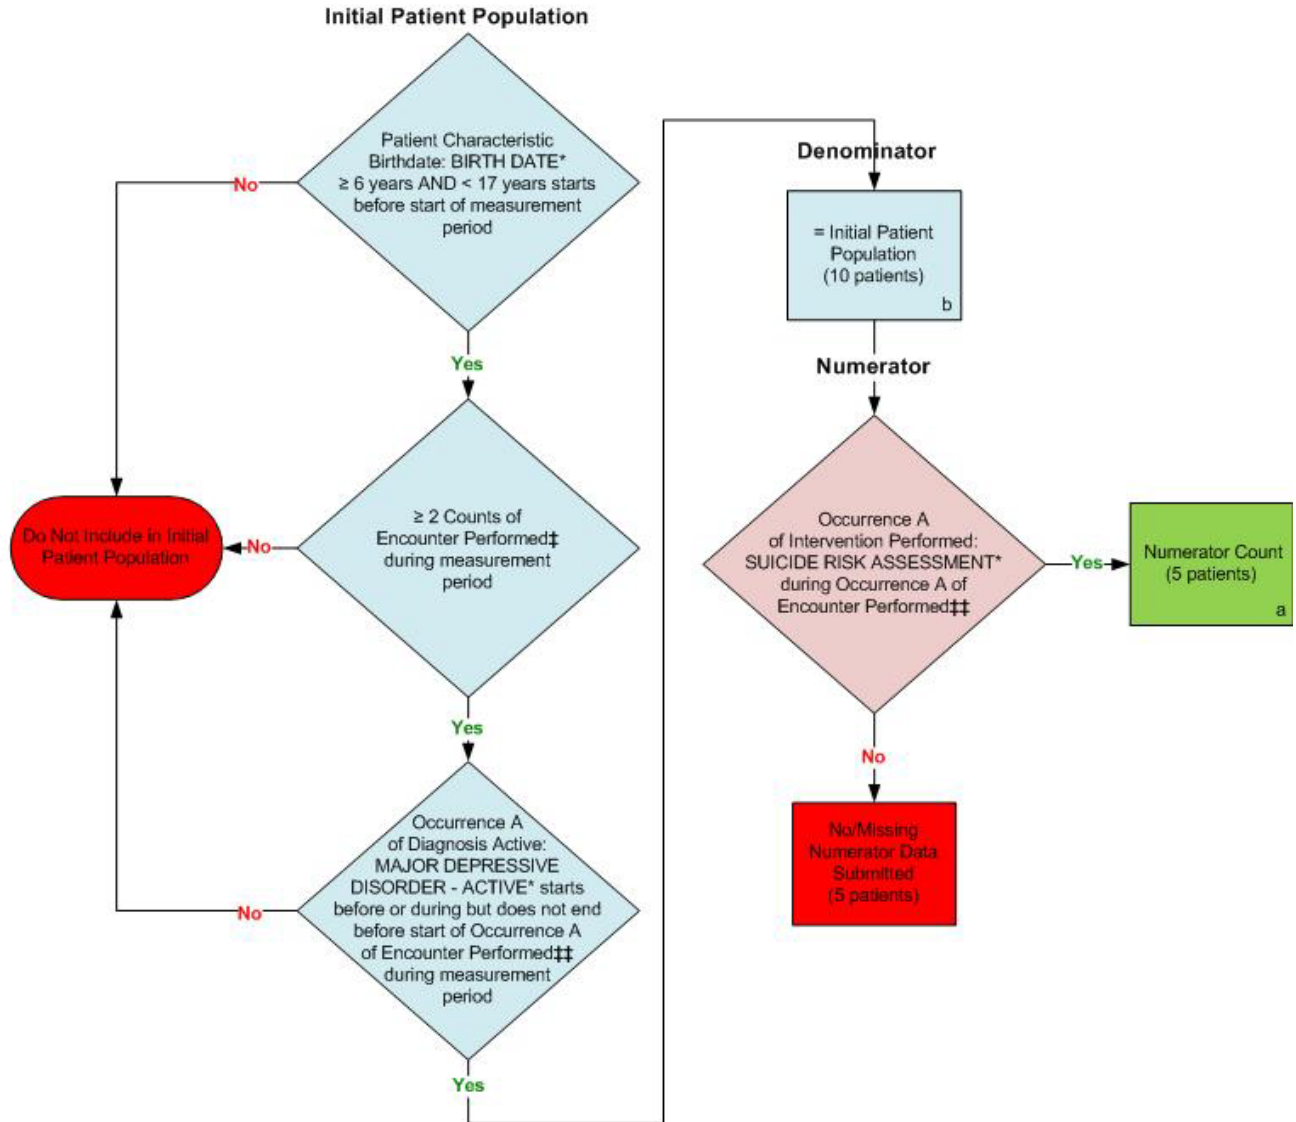 Initial Patient Population
Patient Characteristic
Birthdate: BIRTH DATE*
≥ 6 years AND < 17 years starts
before start of measurement
period
No
Yes
≥ 2 Counts of
Encounter Performed‡
during measurement
period
No
Do Not Include in Initial
Patient Population
Yes
Occurrence A
of Diagnosis Active:
MAJOR DEPRESSIVE
DISORDER - ACTIVE* starts
before or during but does not end
before start of Occurrence A
of Encounter Performed‡‡
during measurement
period
No
Yes
Denominator
= Initial Patient
Population
(10 patients)
b
Numerator
Occurrence A
of Intervention Performed:
SUICIDE RISK ASSESSMENT*
during Occurrence A of
Encounter Performed‡‡
Yes
Numerator Count
(5 patients)
a
No
No/Missing
Numerator Data
Submitted
(5 patients)